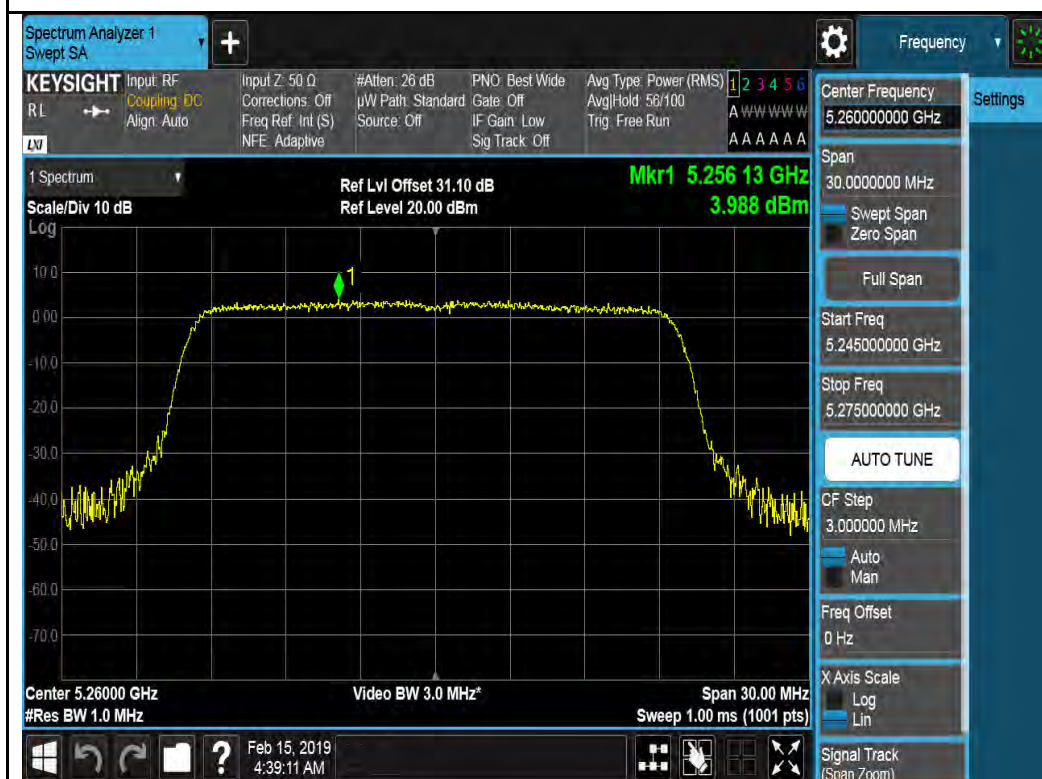 Spectrum Analyzer 1
Swept SA
+
Frequency
KEYSIGHT
RL
LXI
Input: RF
Coupling: DC
Align: Auto
Input Z: 50 Ω
Corrections: Off
Freq Ref: Int (S)
NFE: Adaptive
#Atten: 26 dB
µW Path: Standard
Source: Off
PNO: Best Wide
Gate: Off
IF Gain: Low
Sig Track: Off
Avg Type: Power (RMS)
Avg|Hold: 56/100
Trig: Free Run
1 2 3 4 5 6
A W W W W W
A A A A A A
1 Spectrum
Scale/Div 10 dB
Log
Ref Lvl Offset 31.10 dB
Ref Level 20.00 dBm
Mkr1 5.256 13 GHz
3.988 dBm
1
10.0
0.00
-10.0
-20.0
-30.0
-40.0
-50.0
-60.0
-70.0
Center 5.26000 GHz
#Res BW 1.0 MHz
Video BW 3.0 MHz*
Span 30.00 MHz
Sweep 1.00 ms (1001 pts)
?
Feb 15, 2019
4:39:11 AM
Center Frequency
5.260000000 GHz
Span
30.0000000 MHz
Swept Span
Zero Span
Full Span
Start Freq
5.245000000 GHz
Stop Freq
5.275000000 GHz
AUTO TUNE
CF Step
3.000000 MHz
Auto
Man
Freq Offset
0 Hz
X Axis Scale
Log
Lin
Signal Track
(Span Zoom)
Settings